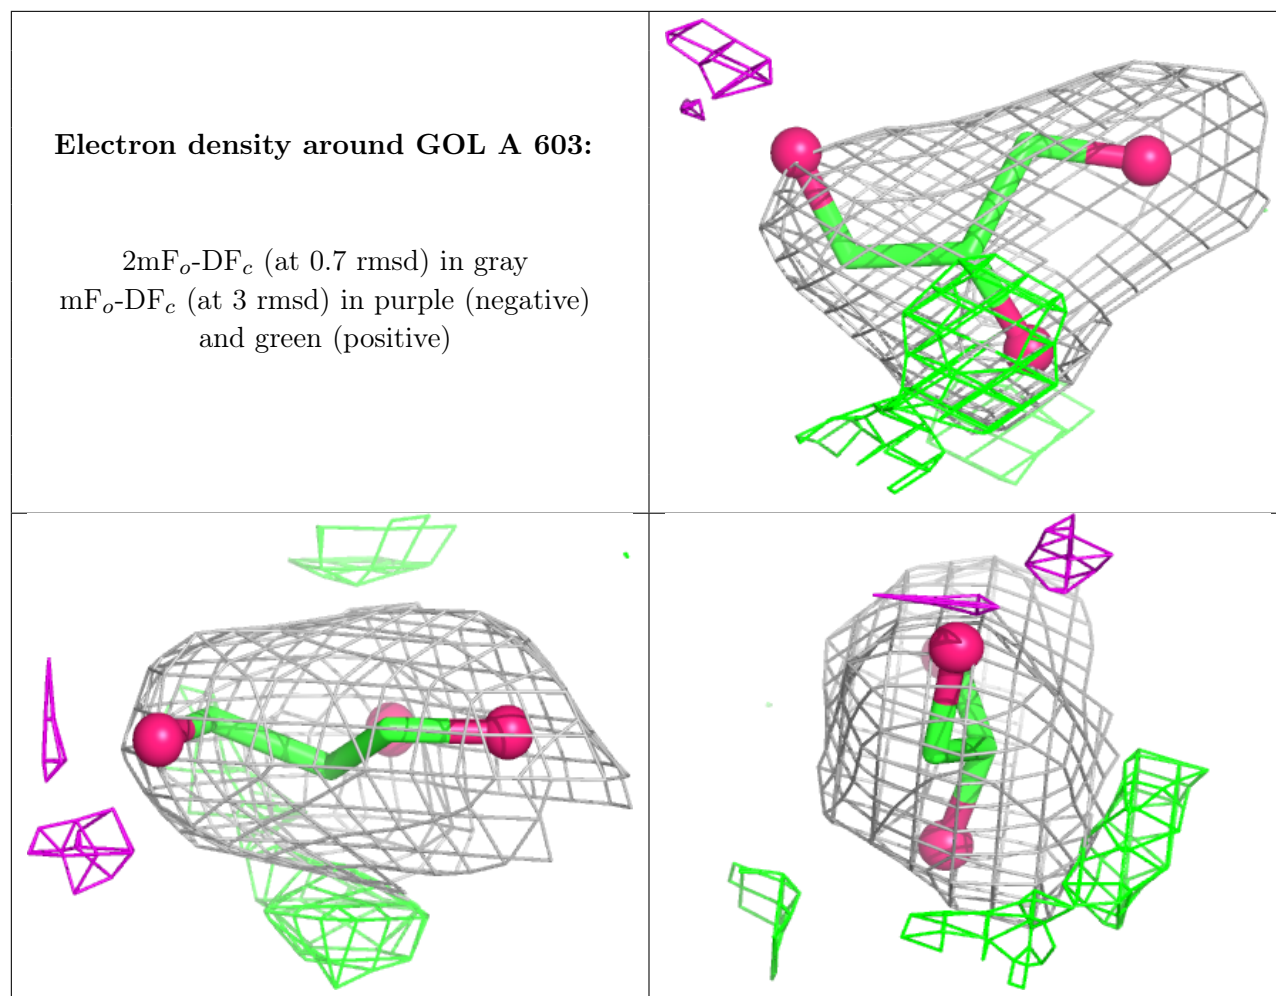 Electron density around GOL A 603:
2mFo-DFc (at 0.7 rmsd) in gray
mFo-DFc (at 3 rmsd) in purple (negative)
and green (positive)